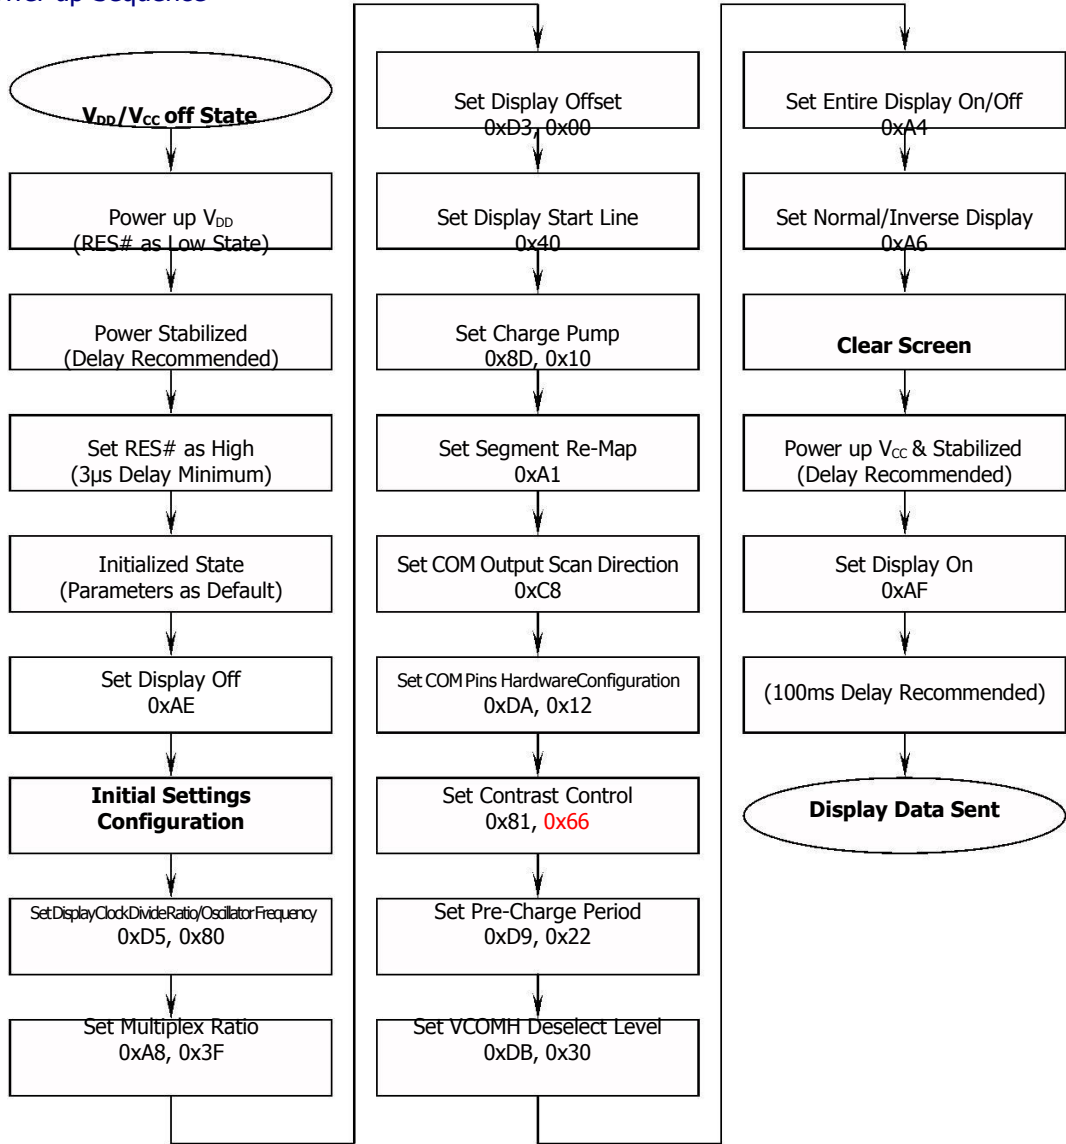 up Sequence
V_DD/V_CC off State
Power up V_DD
(RES# as Low State)
Power Stabilized
(Delay Recommended)
Set RES# as High
(3μs Delay Minimum)
Initialized State
(Parameters as Default)
Set Display Off
0xAE
Initial Settings
Configuration
Set Display Clock Divide Ratio/Oscillator Frequency
0xD5, 0x80
Set Multiplex Ratio
0xA8, 0x3F
Set Display Offset
0xD3, 0x00
Set Display Start Line
0x40
Set Charge Pump
0x8D, 0x10
Set Segment Re-Map
0xA1
Set COM Output Scan Direction
0xC8
Set COM Pins Hardware Configuration
0xDA, 0x12
Set Contrast Control
0x81, 0x66
Set Pre-Charge Period
0xD9, 0x22
Set VCOMH Deselect Level
0xDB, 0x30
Set Entire Display On/Off
0xA4
Set Normal/Inverse Display
0xA6
Clear Screen
Power up V_CC & Stabilized
(Delay Recommended)
Set Display On
0xAF
(100ms Delay Recommended)
Display Data Sent